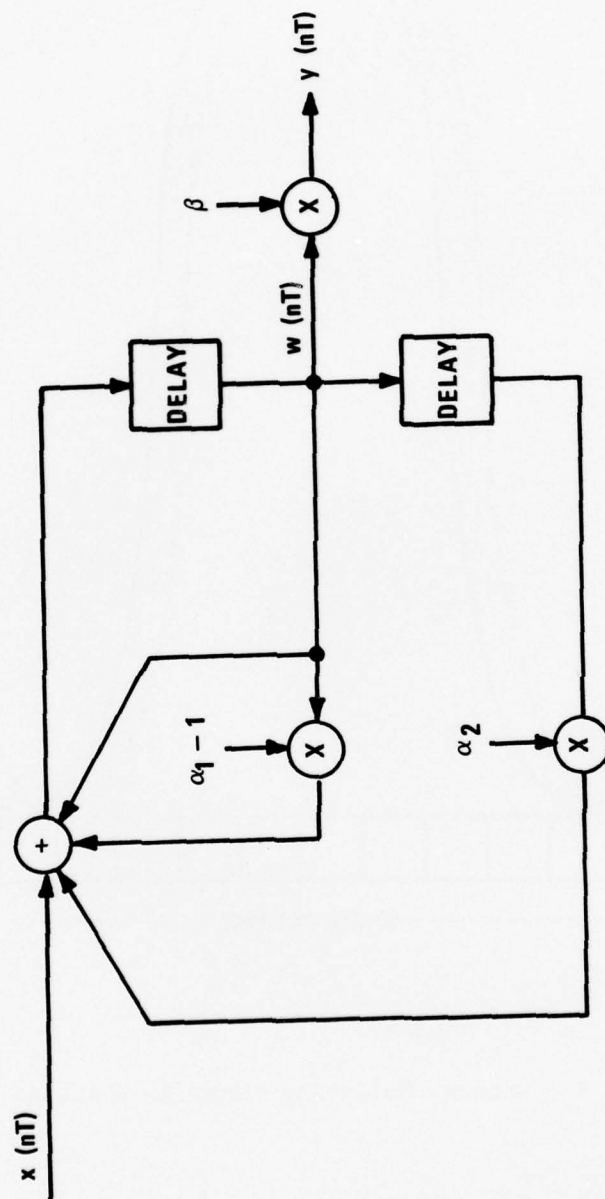 x (nT)
+
DELAY
α₁ − 1
X
w (nT)
β
X
y (nT)
DELAY
α₂
X